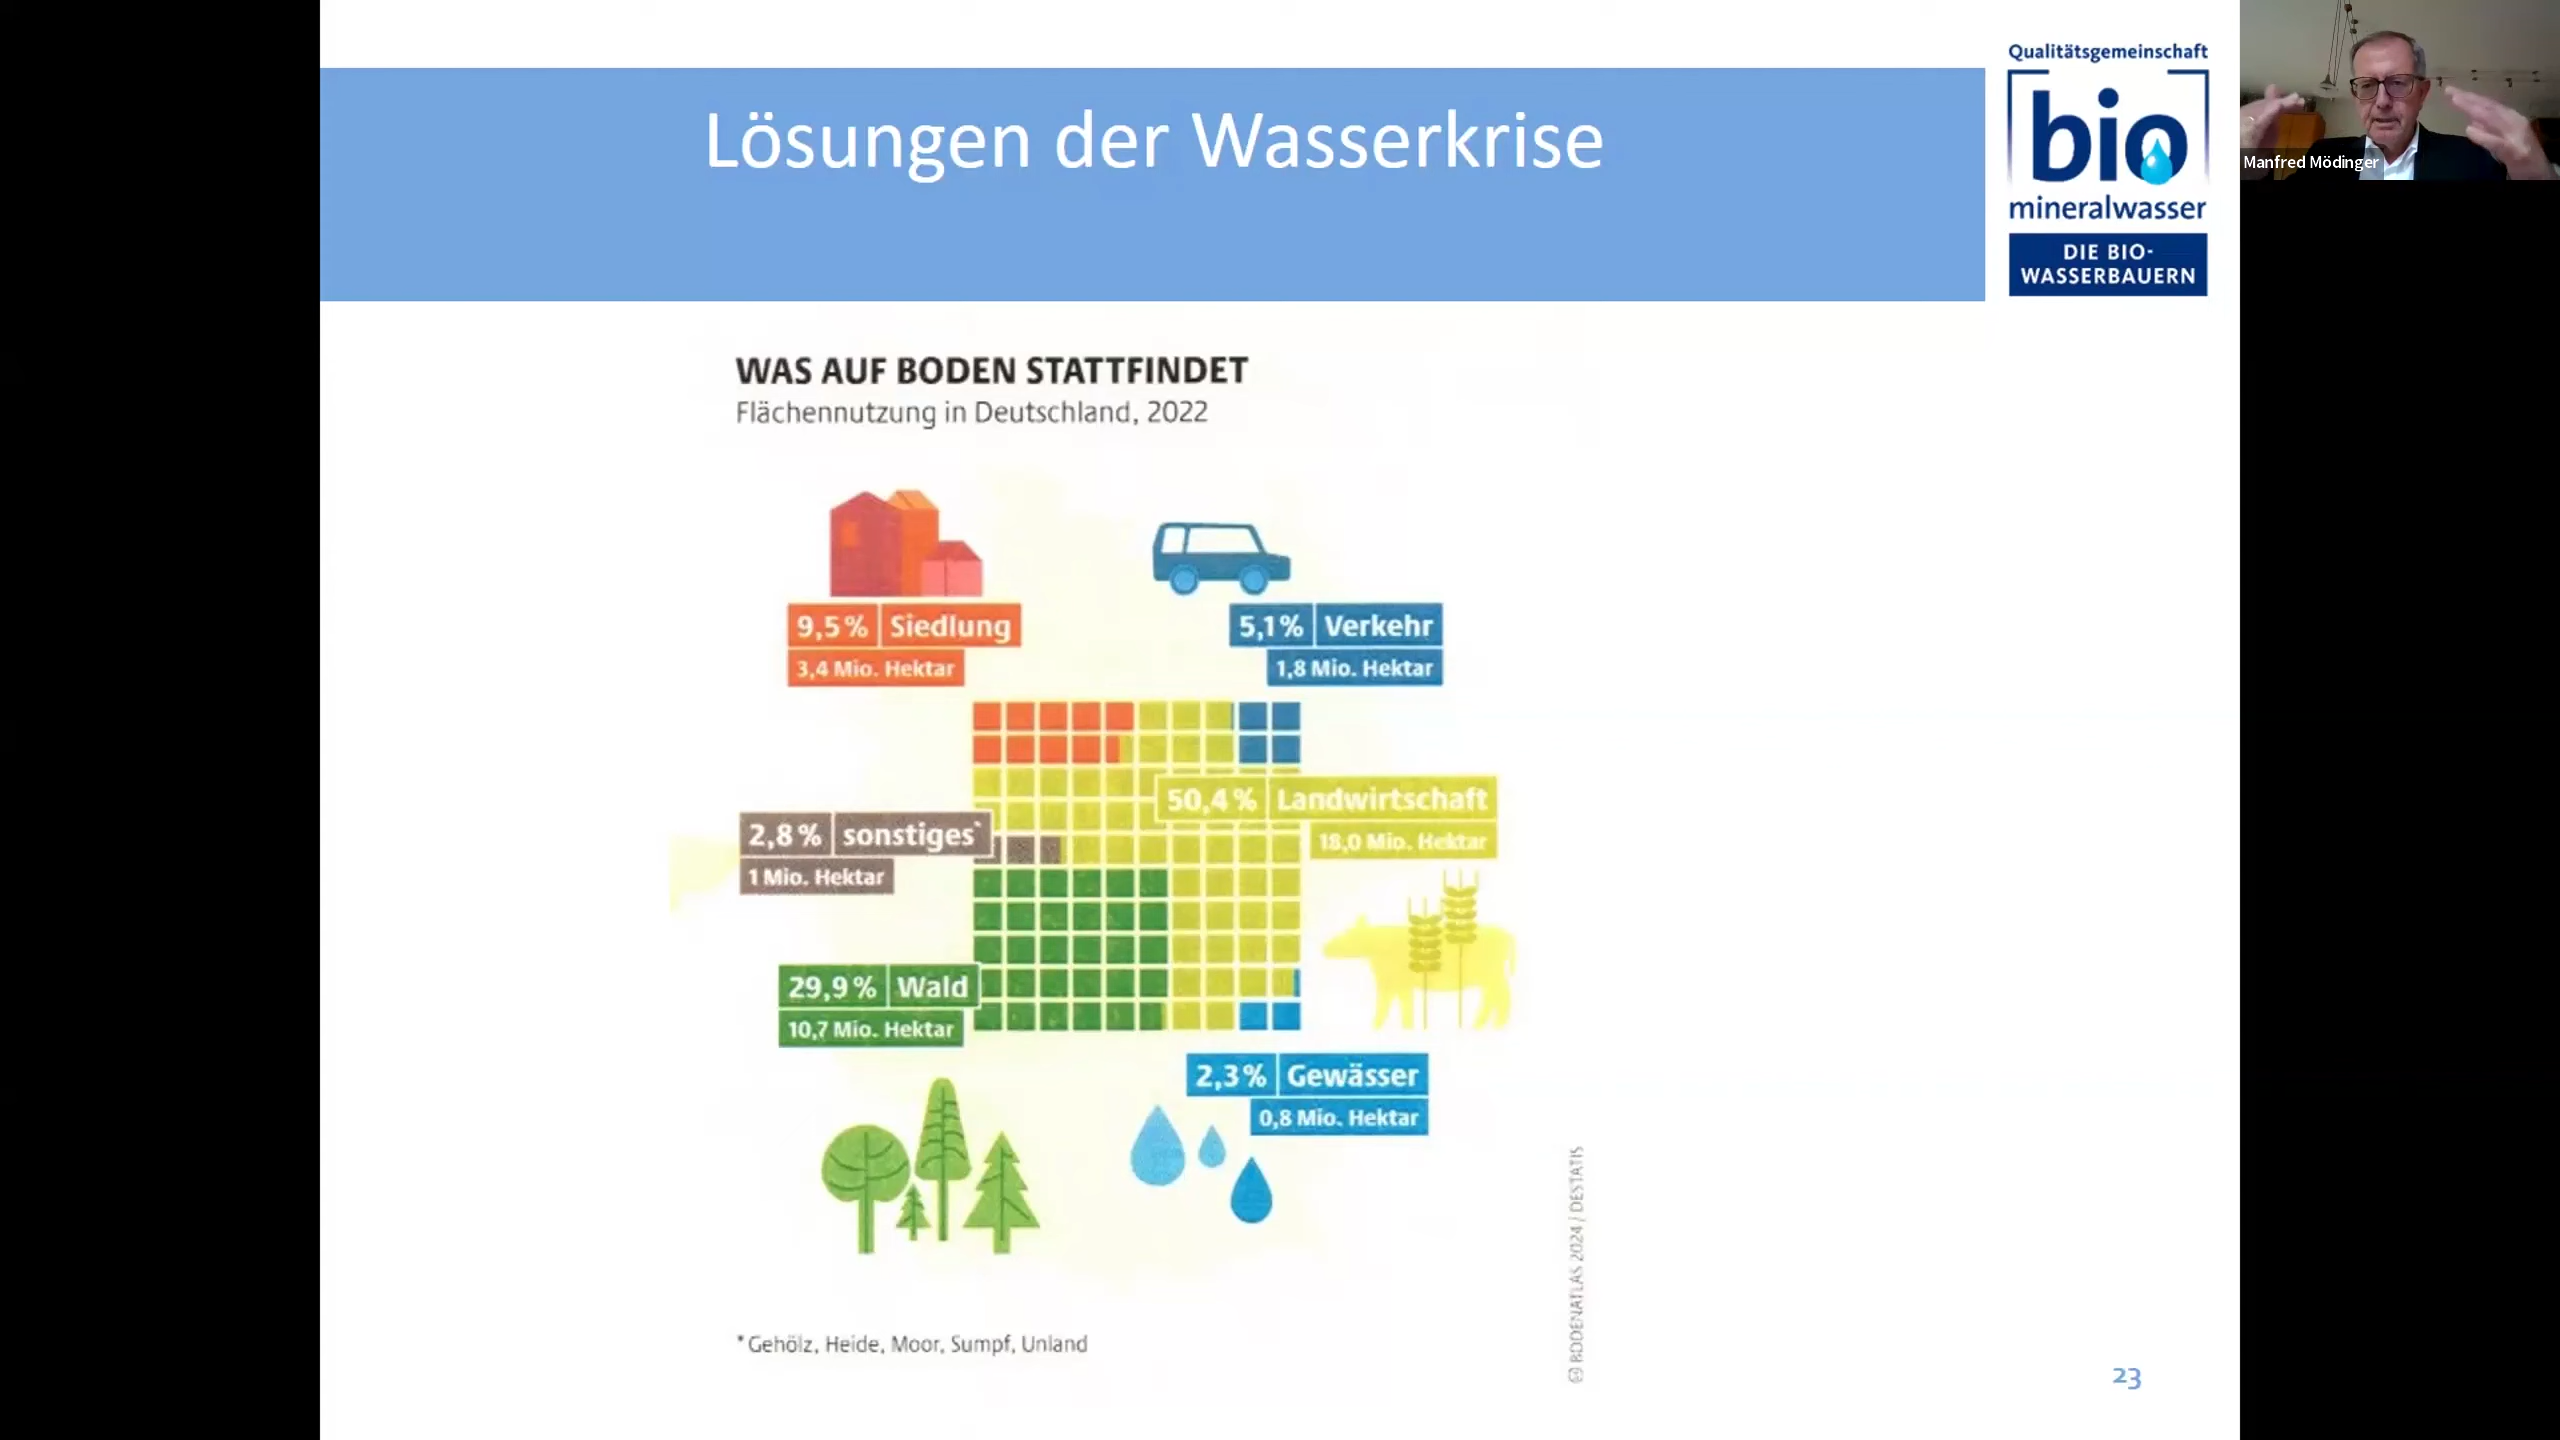 Lösungen der Wasserkrise
Qualitätsgemeinschaft
bio
mineralwasser
DIE BIO-
WASSERBAUERN
Manfred Mödinger
WAS AUF BODEN STATTFINDET
Flächennutzung in Deutschland, 2022
9,5% Siedlung
3,4 Mio. Hektar
5,1% Verkehr
1,8 Mio. Hektar
50,4% Landwirtschaft
18,0 Mio. Hektar
2,8% sonstiges*
1 Mio. Hektar
29,9% Wald
10,7 Mio. Hektar
2,3% Gewässer
0,8 Mio. Hektar
* Gehölz, Heide, Moor, Sumpf, Unland
© BODENATLAS 2024 / DESTATIS
23